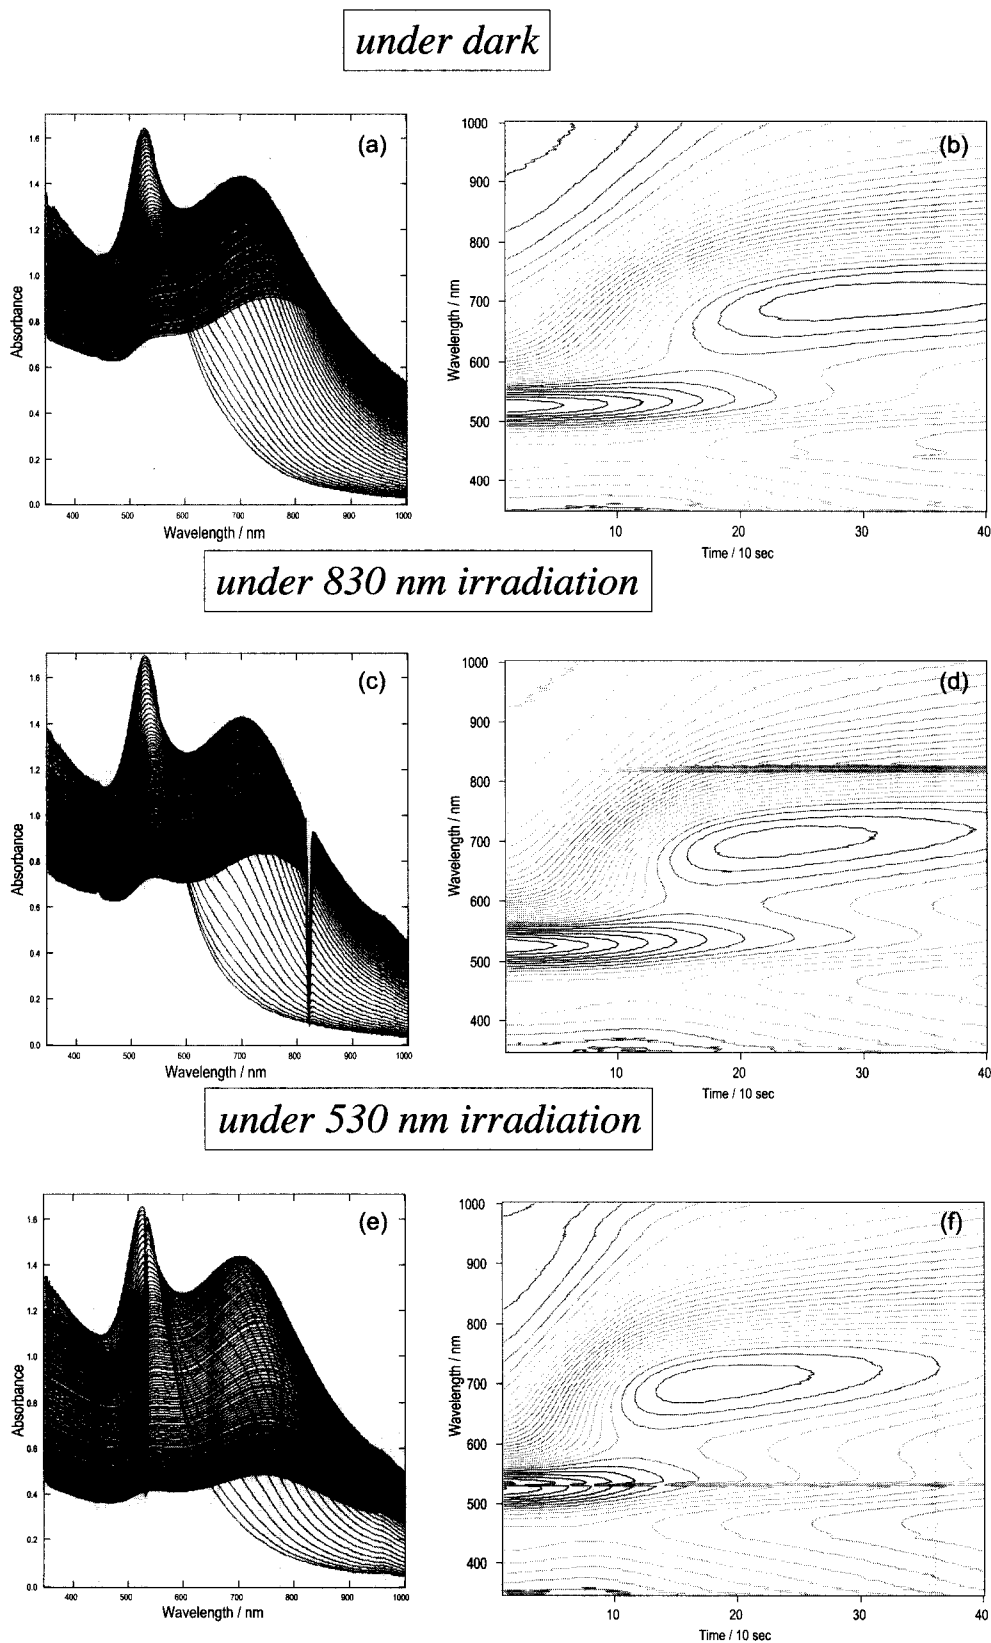 under dark
(a)
1.6
1.4
1.2
1.0
0.8
0.6
0.4
0.2
0.0
Absorbance
400 500 600 700 800 900 1000
Wavelength / nm
(b)
1000
900
800
700
600
500
400
Wavelength / nm
10 20 30 40
Time / 10 sec
under 830 nm irradiation
(c)
1.6
1.4
1.2
1.0
0.8
0.6
0.4
0.2
0.0
Absorbance
400 500 600 700 800 900 1000
Wavelength / nm
(d)
1000
900
800
700
600
500
400
Wavelength / nm
10 20 30 40
Time / 10 sec
under 530 nm irradiation
(e)
1.6
1.4
1.2
1.0
0.8
0.6
0.4
0.2
0.0
Absorbance
400 500 600 700 800 900 1000
Wavelength / nm
(f)
1000
900
800
700
600
500
400
Wavelength / nm
10 20 30 40
Time / 10 sec